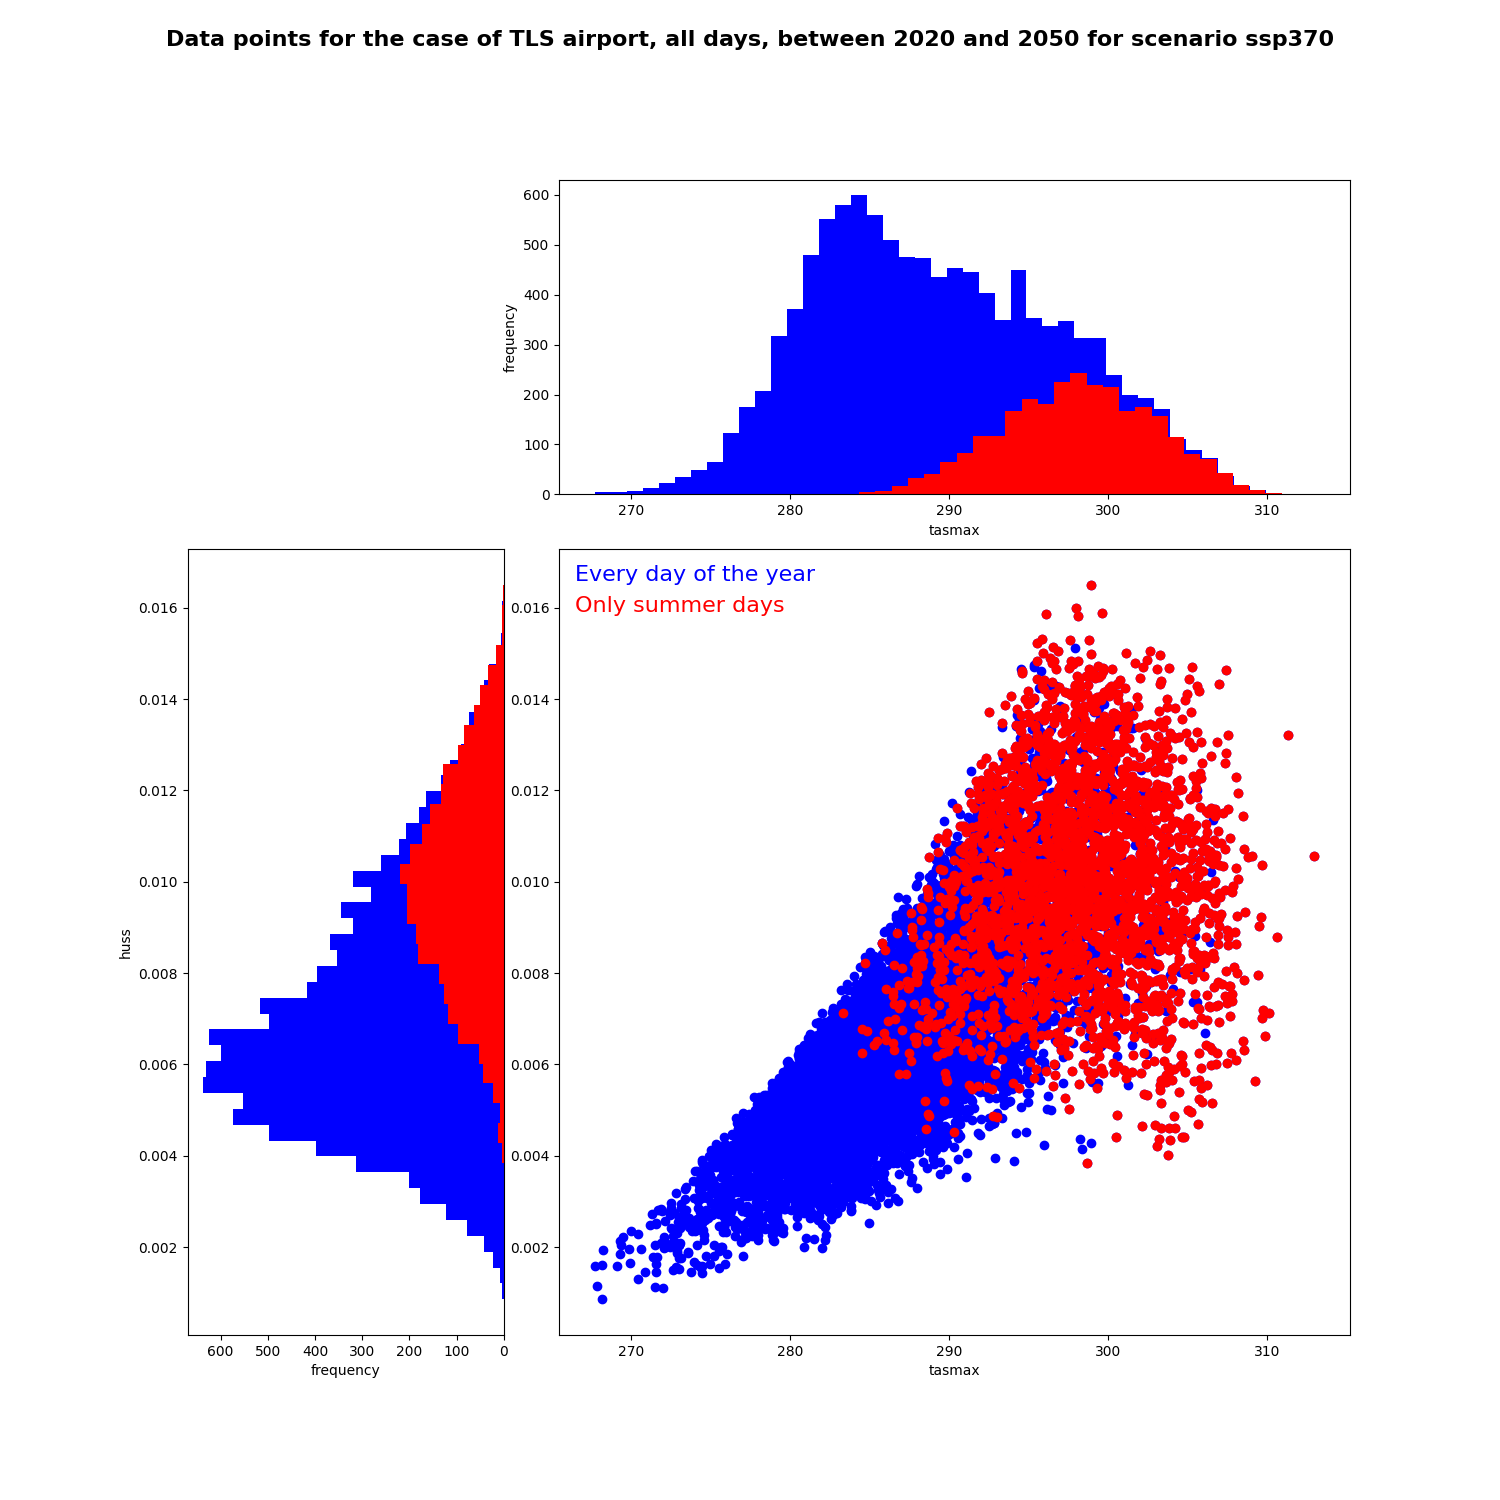 Data points for the case of TLS airport, all days, between 2020 and 2050 for scenario ssp370
600
500
400
300
200
100
0
frequency
270 280 290 300 310
tasmax
Every day of the year
Only summer days
0.016
0.014
0.012
0.010
0.008
0.006
0.004
0.002
huss
600 500 400 300 200 100 0
frequency
0.016
0.014
0.012
0.010
0.008
0.006
0.004
0.002
270 280 290 300 310
tasmax